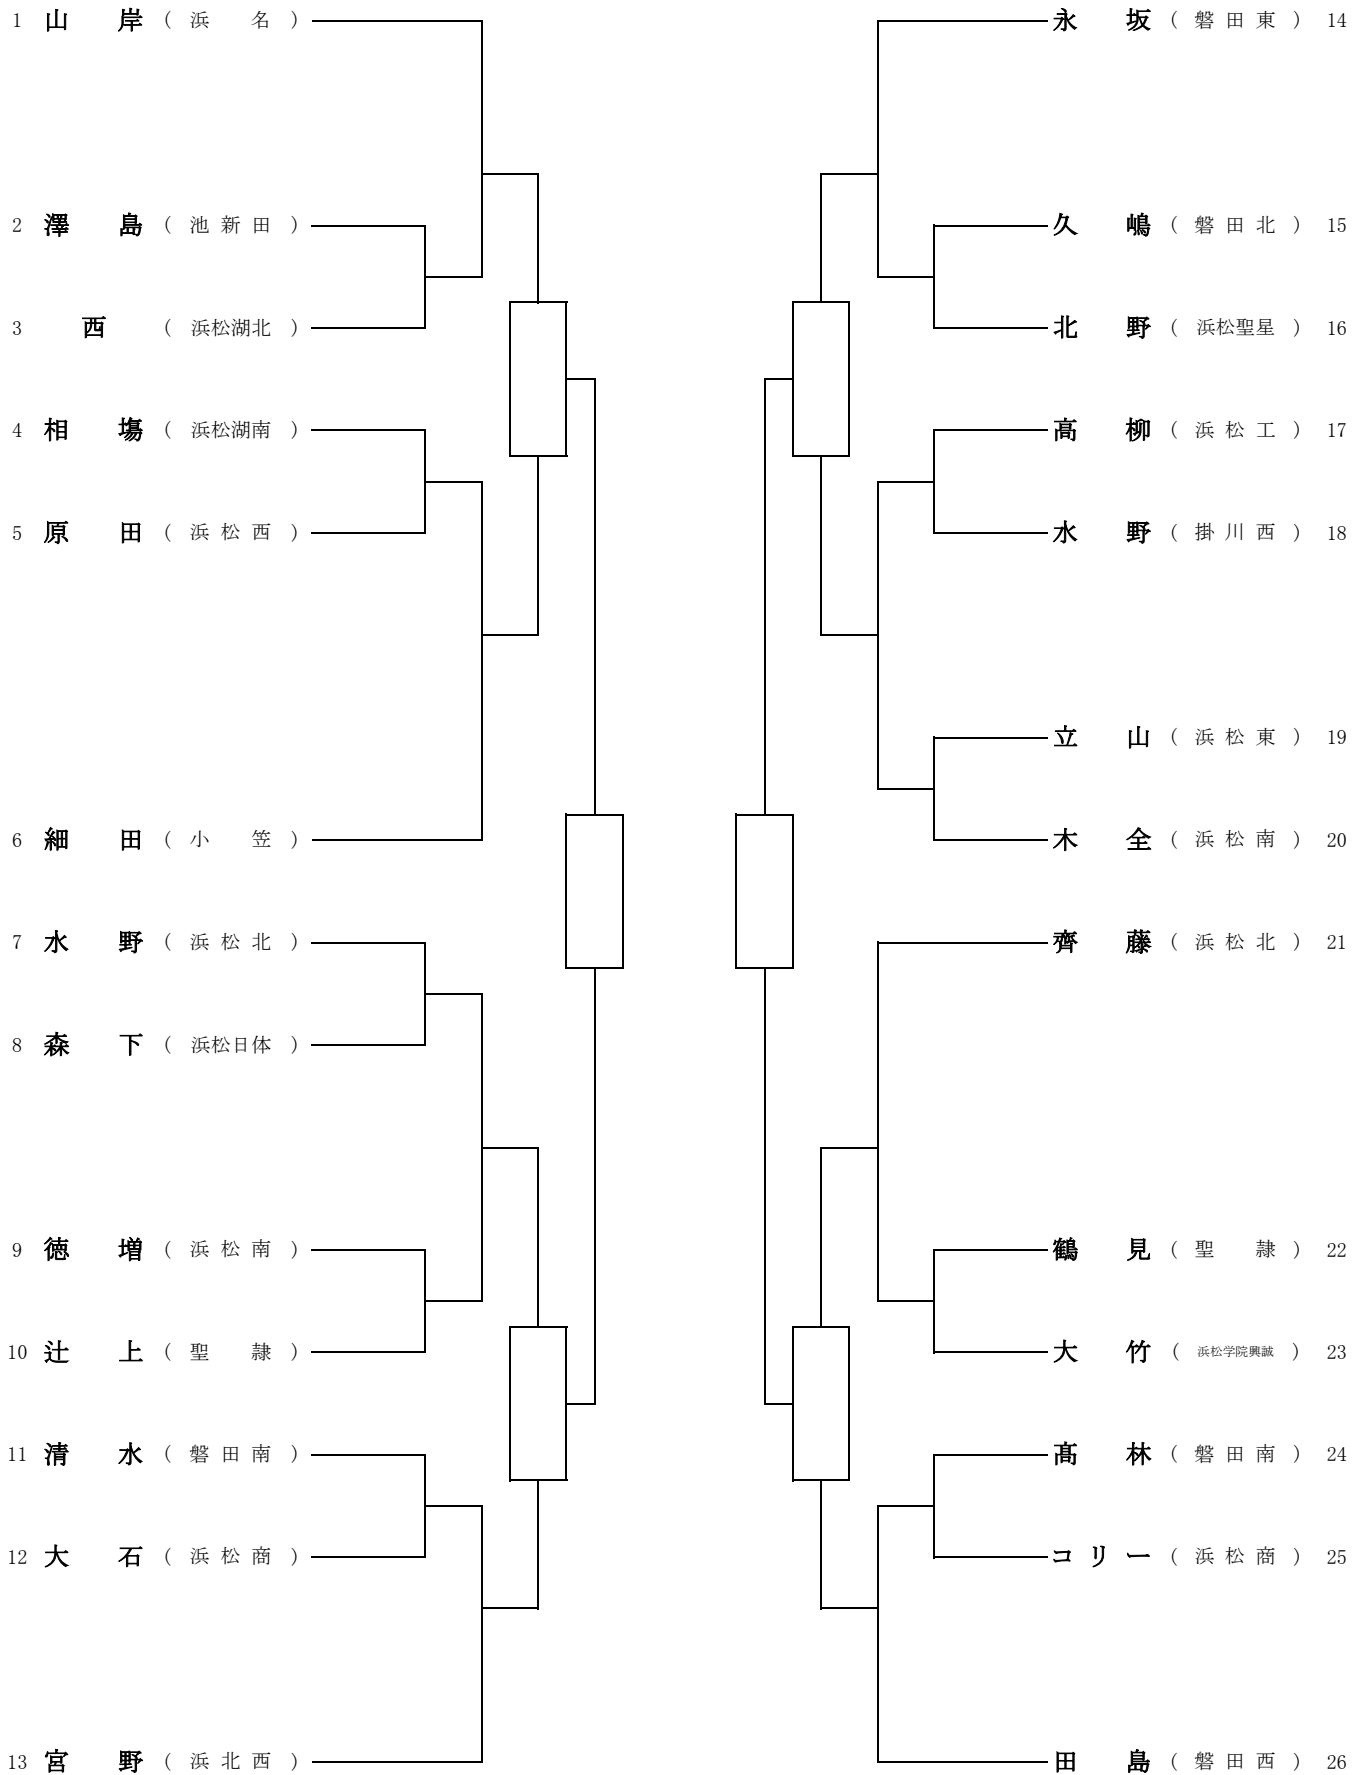 1 山 岸 ( 浜 名 )
2 澤 島 ( 池 新 田 )
3 西 ( 浜松湖北 )
4 相 塲 ( 浜松湖南 )
5 原 田 ( 浜 松 西 )
6 細 田 ( 小 笠 )
7 水 野 ( 浜 松 北 )
8 森 下 ( 浜松日体 )
9 徳 増 ( 浜 松 南 )
10 辻 上 ( 聖 隷 )
11 清 水 ( 磐 田 南 )
12 大 石 ( 浜 松 商 )
13 宮 野 ( 浜 北 西 )
永 坂 ( 磐 田 東 ) 14
久 嶋 ( 磐 田 北 ) 15
北 野 ( 浜松聖星 ) 16
髙 柳 ( 浜 松 工 ) 17
水 野 ( 掛 川 西 ) 18
立 山 ( 浜 松 東 ) 19
木 全 ( 浜 松 南 ) 20
齊 藤 ( 浜 松 北 ) 21
鶴 見 ( 聖 隷 ) 22
大 竹 ( 浜松学院興誠 ) 23
髙 林 ( 磐 田 南 ) 24
コ リ ー ( 浜 松 商 ) 25
田 島 ( 磐 田 西 ) 26